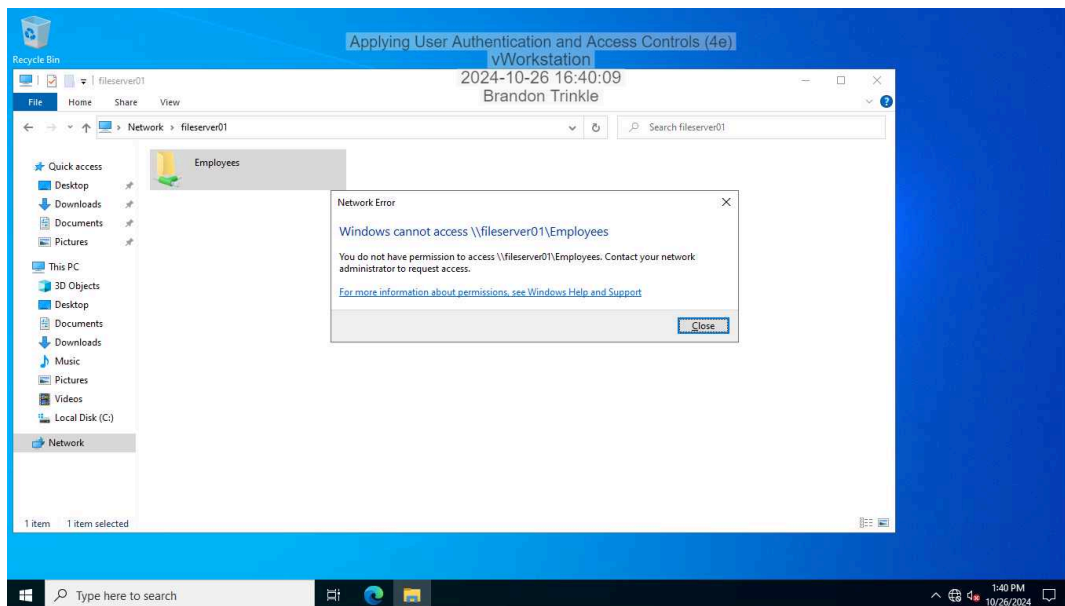 Recycle Bin
Applying User Authentication and Access Controls (4e)
vWorkstation
2024-10-26 16:40:09
Brandon Trinkle
fileserver01
File Home Share View
Network > fileserver01
Search fileserver01
Quick access
Desktop
Downloads
Documents
Pictures
This PC
3D Objects
Desktop
Documents
Downloads
Music
Pictures
Videos
Local Disk (C:)
Network
Employees
Network Error
Windows cannot access \\fileserver01\Employees
You do not have permission to access \\fileserver01\Employees. Contact your network
administrator to request access.
For more information about permissions, see Windows Help and Support
Close
1 item 1 item selected
Type here to search
1:40 PM
10/26/2024